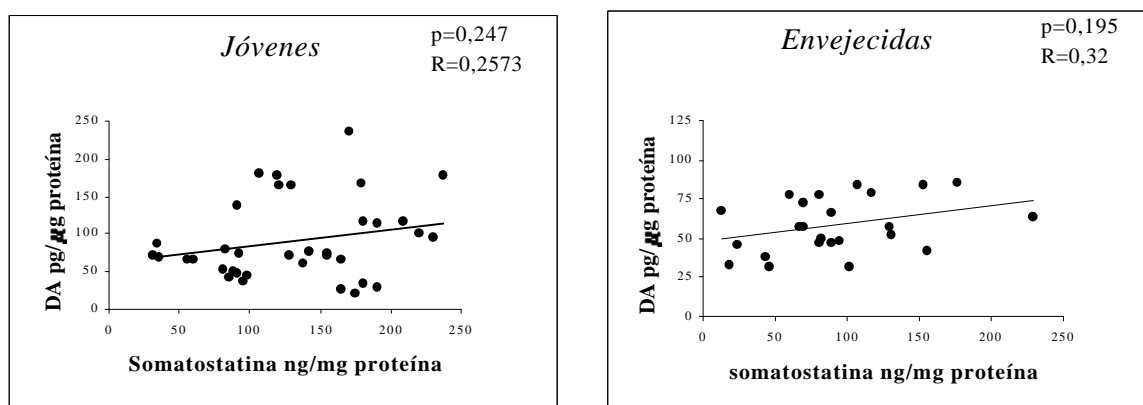 Jóvenes
p=0,247
R=0,2573
DA pg/µg proteína
250
200
150
100
50
0
0 50 100 150 200 250
Somatostatina ng/mg proteína
Envejecidas
p=0,195
R=0,32
DA pg/µg proteína
125
100
75
50
25
0
0 50 100 150 200 250
somatostatina ng/mg proteína